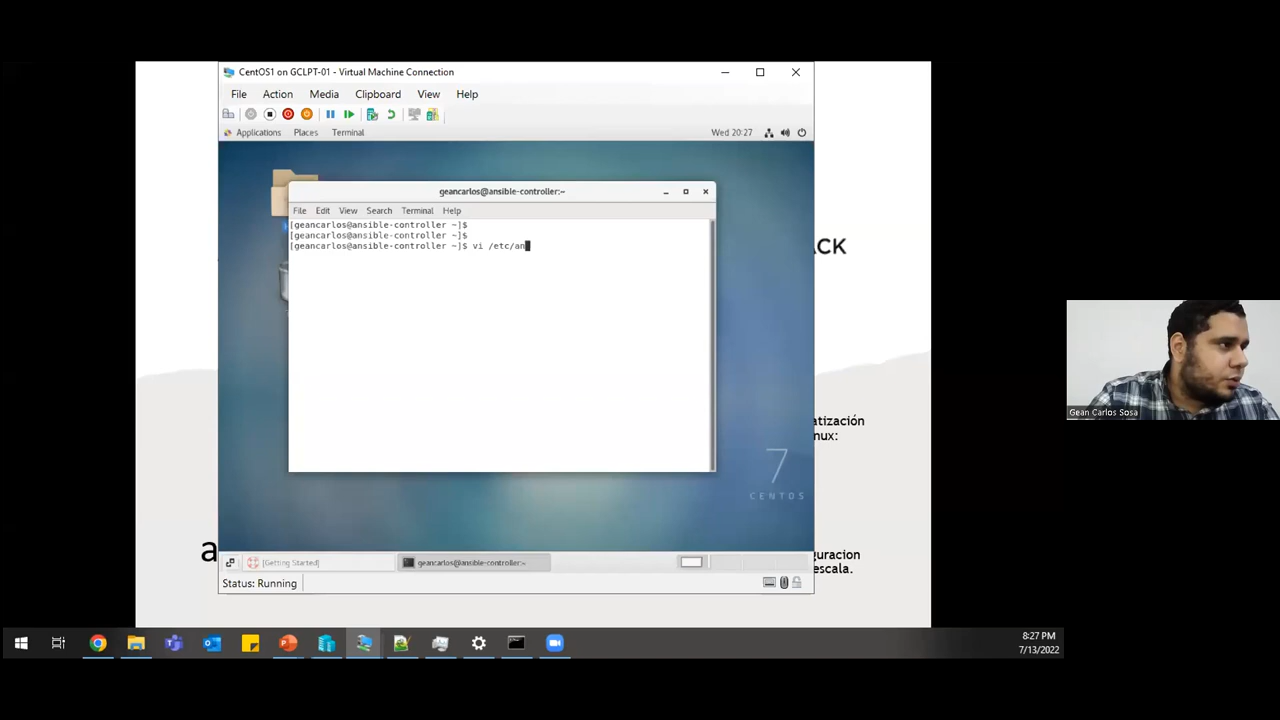 CentOS1 on GCLPT-01 - Virtual Machine Connection
File Action Media Clipboard View Help
Applications Places Terminal Wed 20:27
geancarlos@ansible-controller:~
File Edit View Search Terminal Help
[geancarlos@ansible-controller ~]$
[geancarlos@ansible-controller ~]$
[geancarlos@ansible-controller ~]$ vi /etc/an
CK
Gean Carlos Sosa
atización
nux:
7
CENTOS
a
guracion
escala.
[Getting Started] geancarlos@ansible-controller:~
Status: Running
8:27 PM
7/13/2022